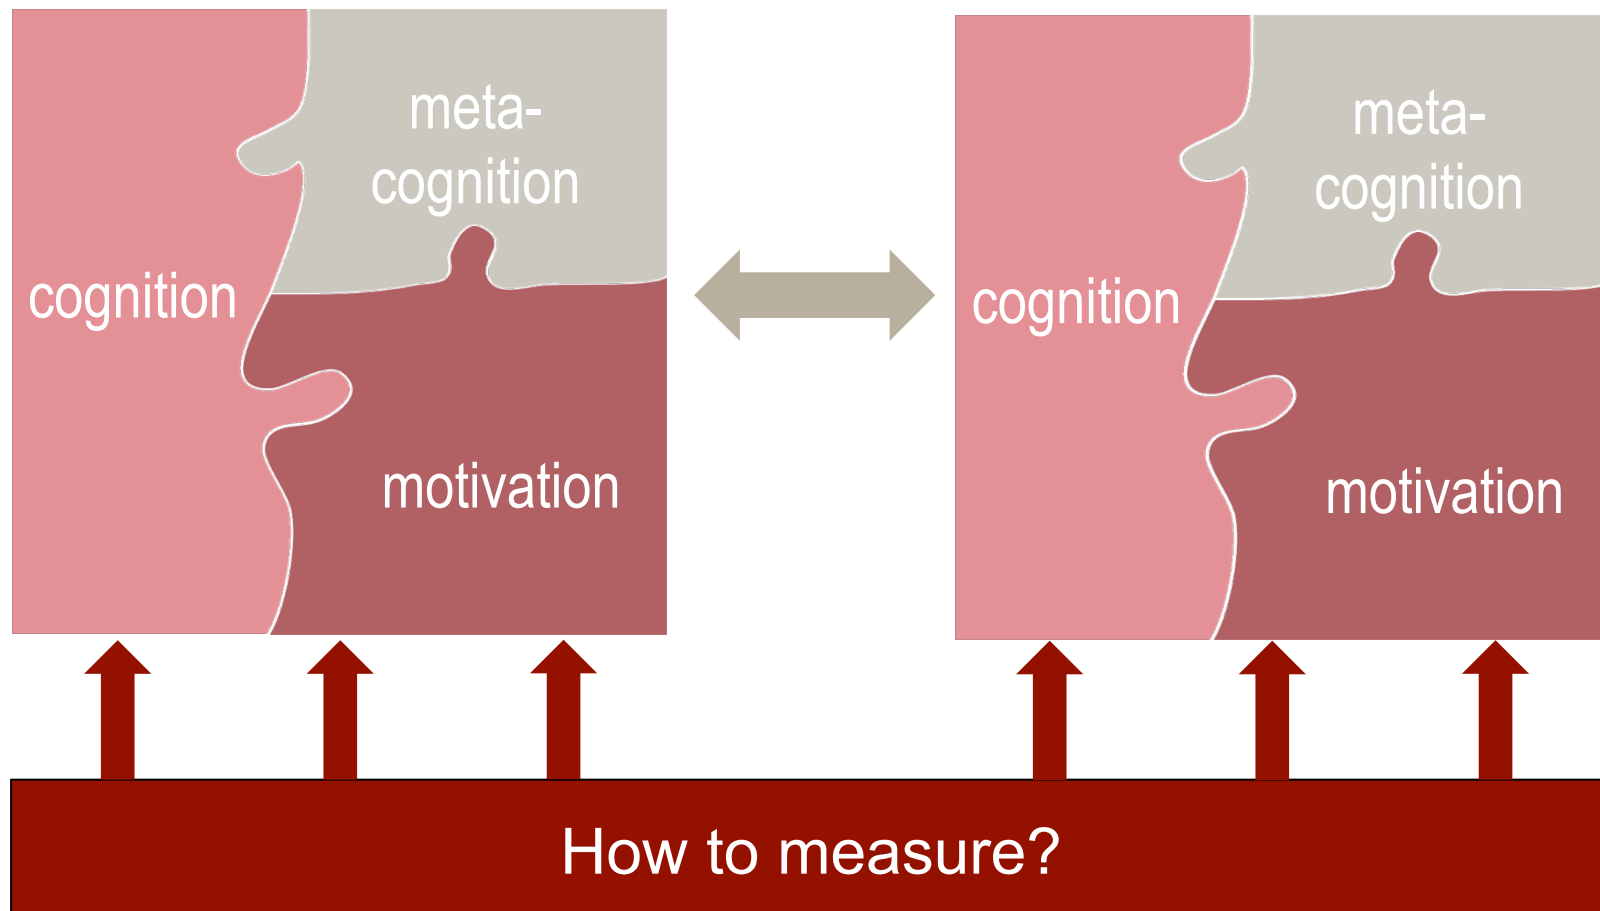 meta-
cognition
cognition
motivation
meta-
cognition
cognition
motivation
How to measure?